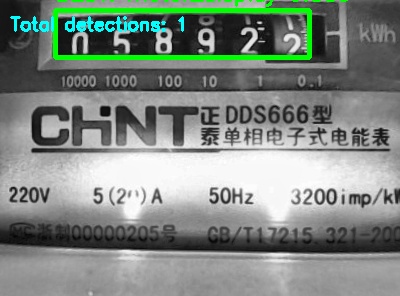 Total detections: 1
0 5 8 9 2 2 kWh
10000 1000 100 10 1 0.1
CHNT 正泰 DDS666型
单相电子式电能表
220V 5(20)A 50Hz 3200imp/kW
MC 浙制00000205号 GB/T17215.321-200